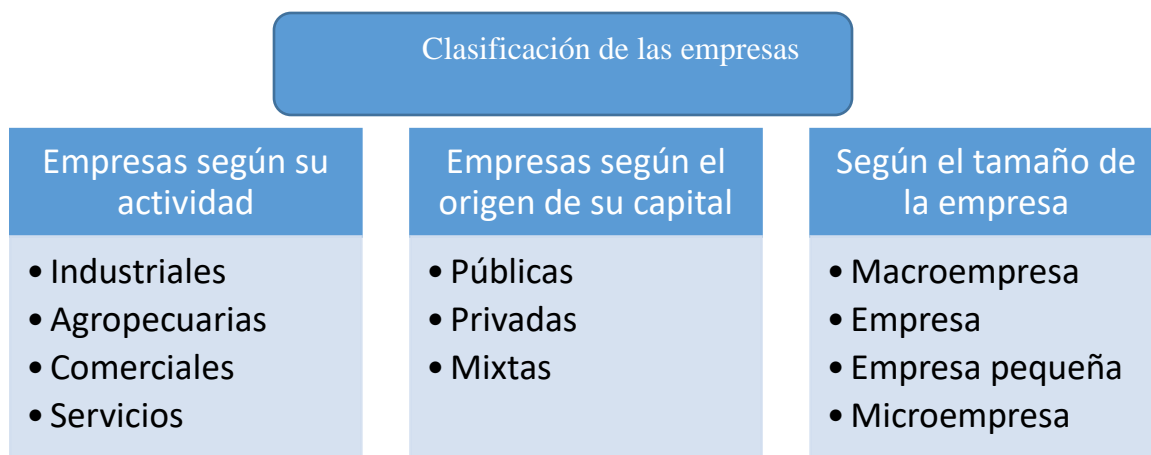 Clasificación de las empresas
Empresas según su
actividad
• Industriales
• Agropecuarias
• Comerciales
• Servicios
Empresas según el
origen de su capital
• Públicas
• Privadas
• Mixtas
Según el tamaño de
la empresa
• Macroempresa
• Empresa
• Empresa pequeña
• Microempresa